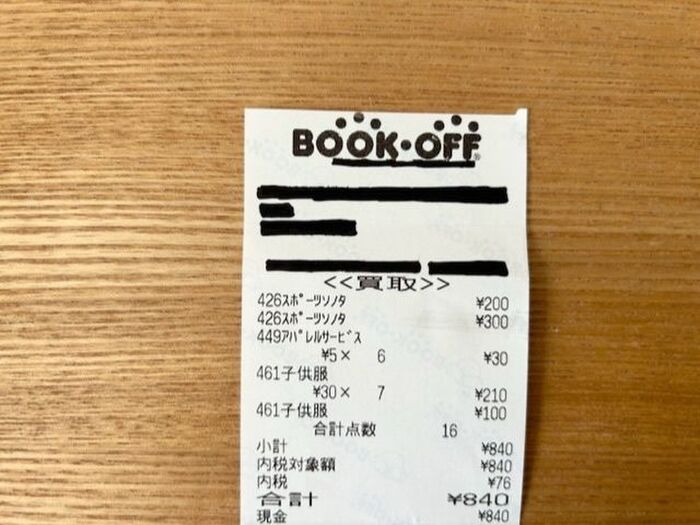 BOOK・OFF
<<買取>>
426ｽﾎﾟｰﾂｿﾉﾀ ¥200
426ｽﾎﾟｰﾂｿﾉﾀ ¥300
449ｱﾊﾟﾚﾙｻｰﾋﾞｽ
¥5× 6 ¥30
461子供服
¥30× 7 ¥210
461子供服 ¥100
合計点数 16
小計 ¥840
内税対象額 ¥840
内税 ¥76
合計 ¥840
現金 ¥840